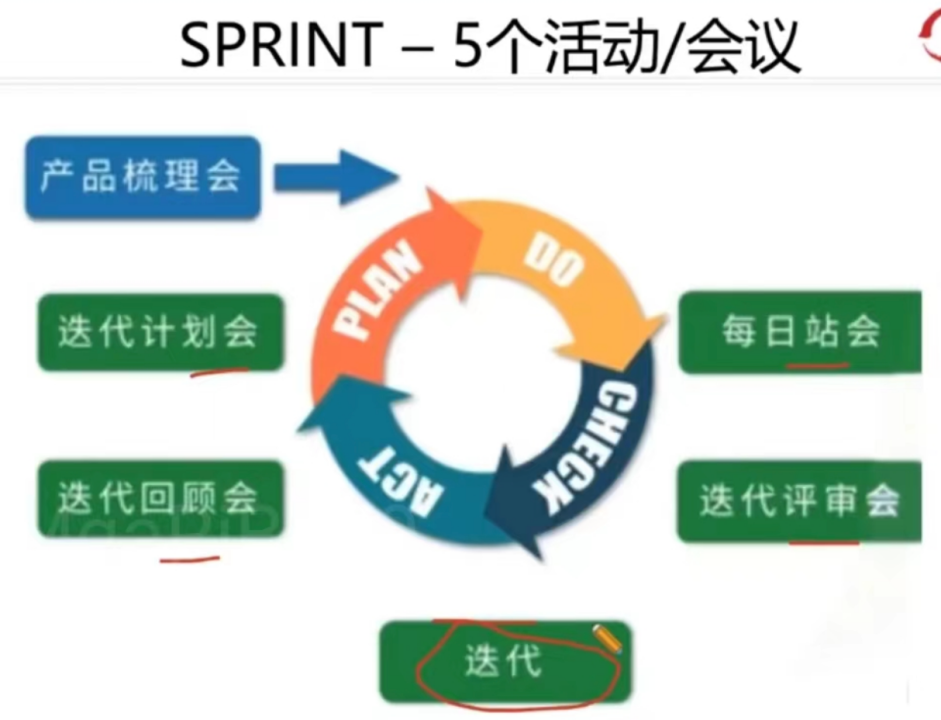 SPRINT – 5个活动/会议
产品梳理会
PLAN
DO
迭代计划会
每日站会
CHECK
ACT
迭代回顾会
迭代评审会
迭代